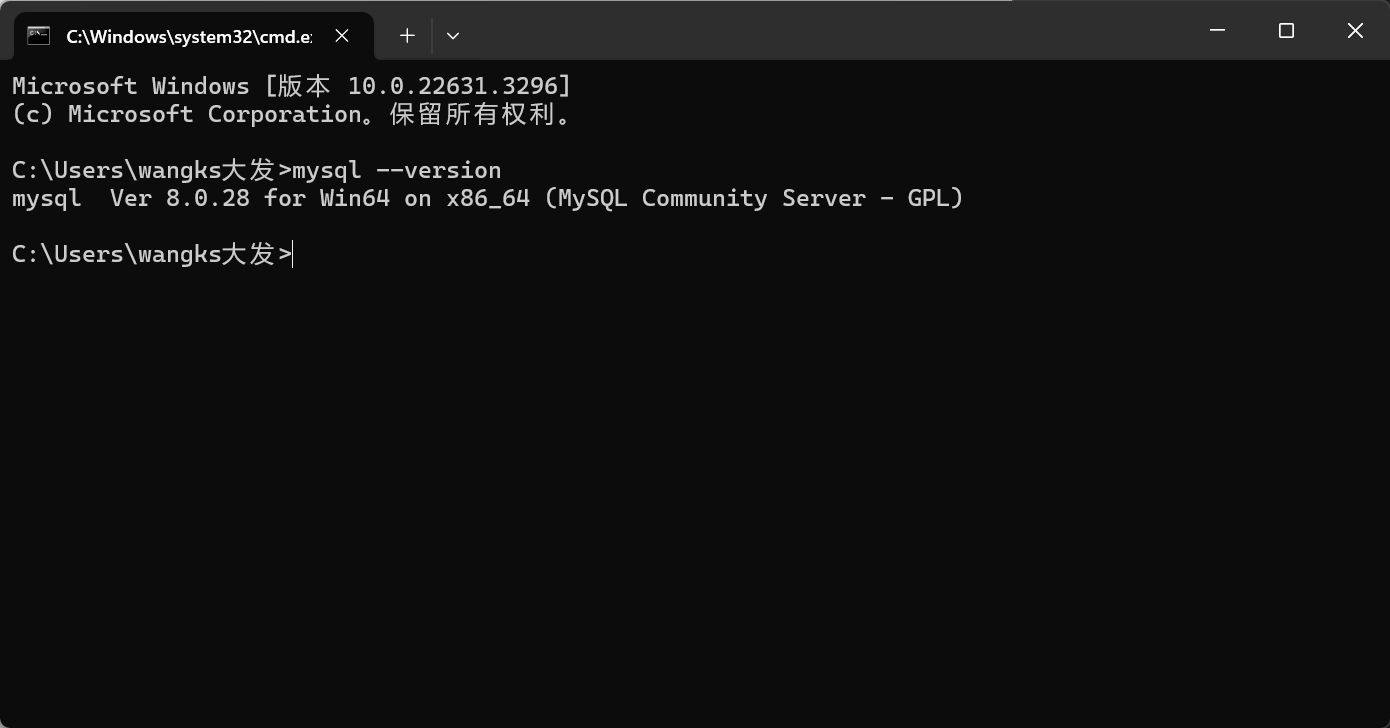 C:\Windows\system32\cmd.e
Microsoft Windows [版本 10.0.22631.3296]
(c) Microsoft Corporation。保留所有权利。
C:\Users\wangks大发>mysql --version
mysql  Ver 8.0.28 for Win64 on x86_64 (MySQL Community Server - GPL)
C:\Users\wangks大发>